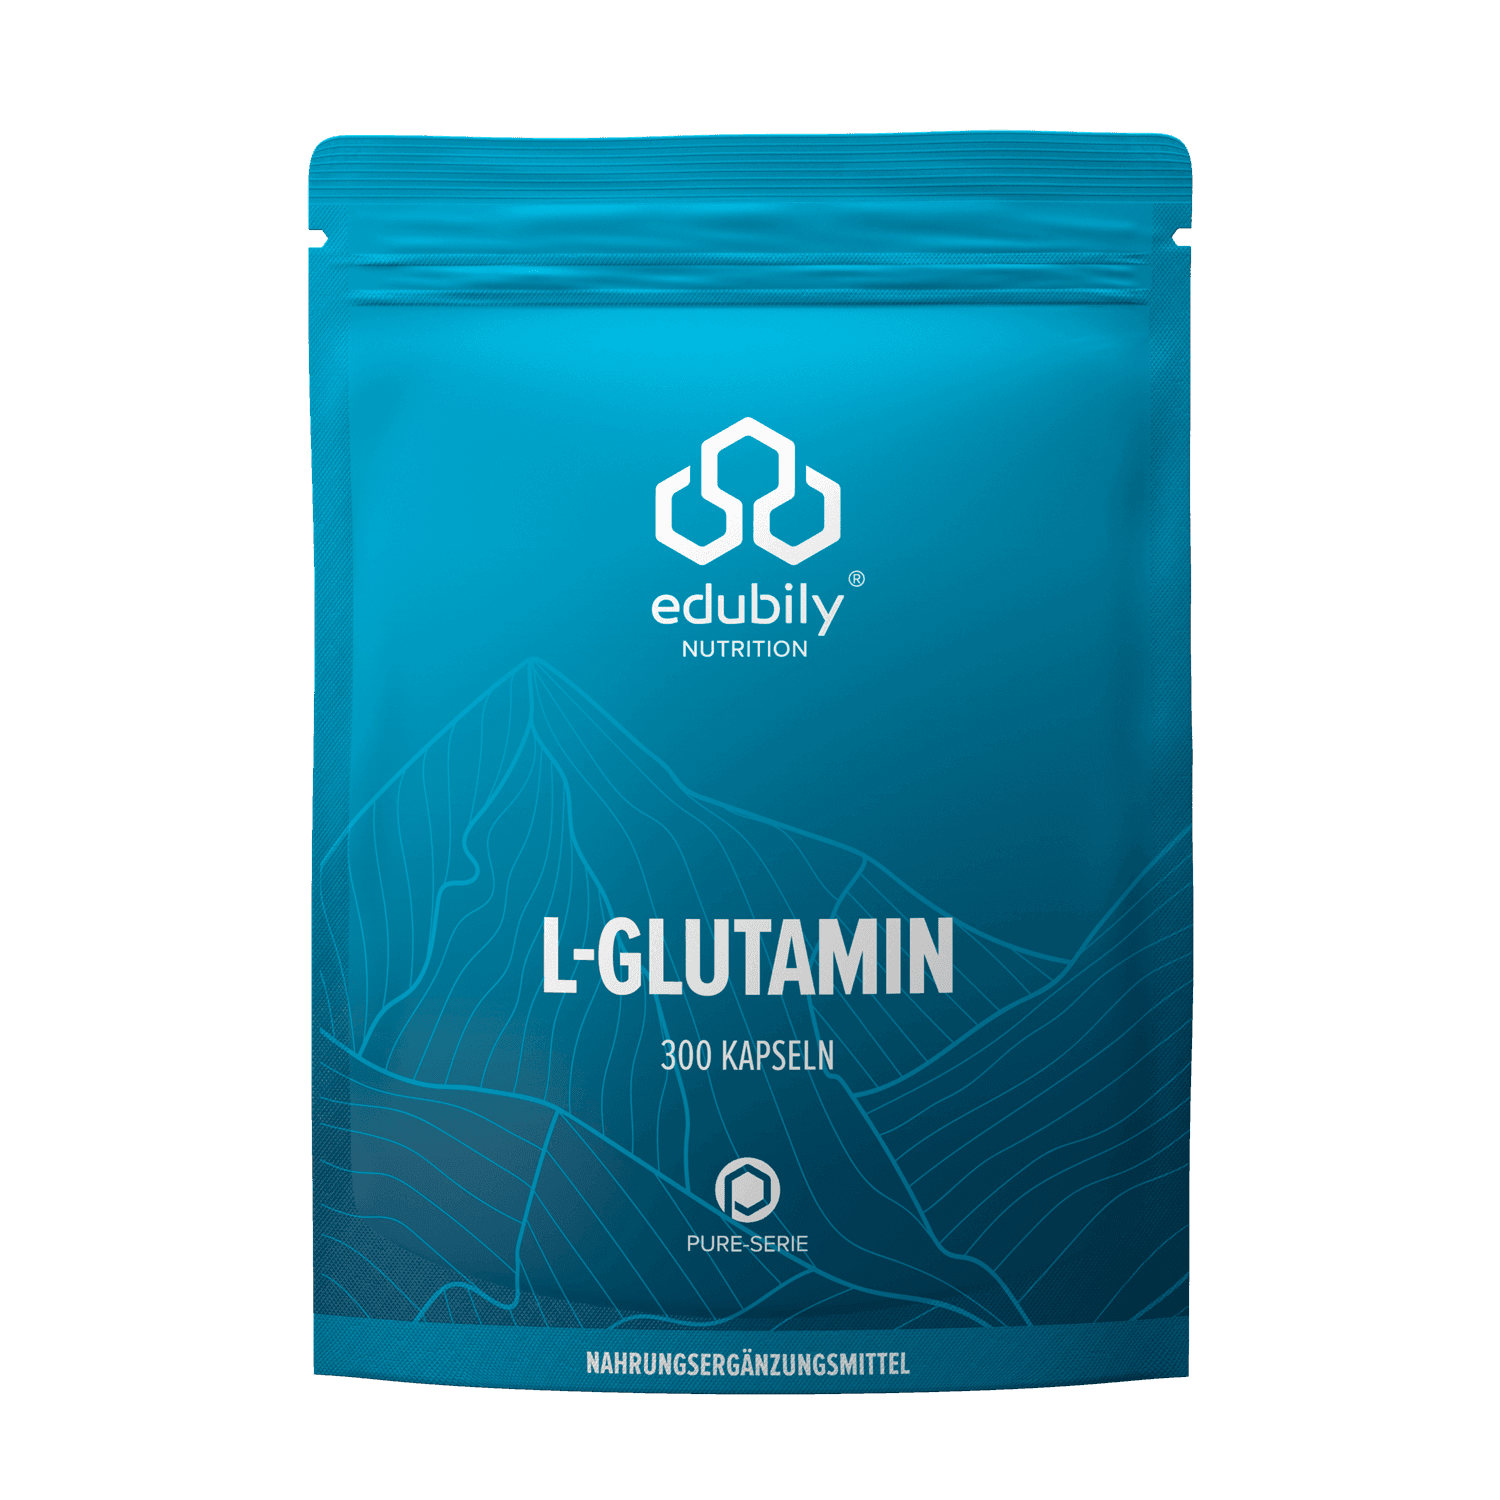 edubily®
NUTRITION
L-GLUTAMIN
300 KAPSELN
PURE-SERIE
NAHRUNGSERGÄNZUNGSMITTEL